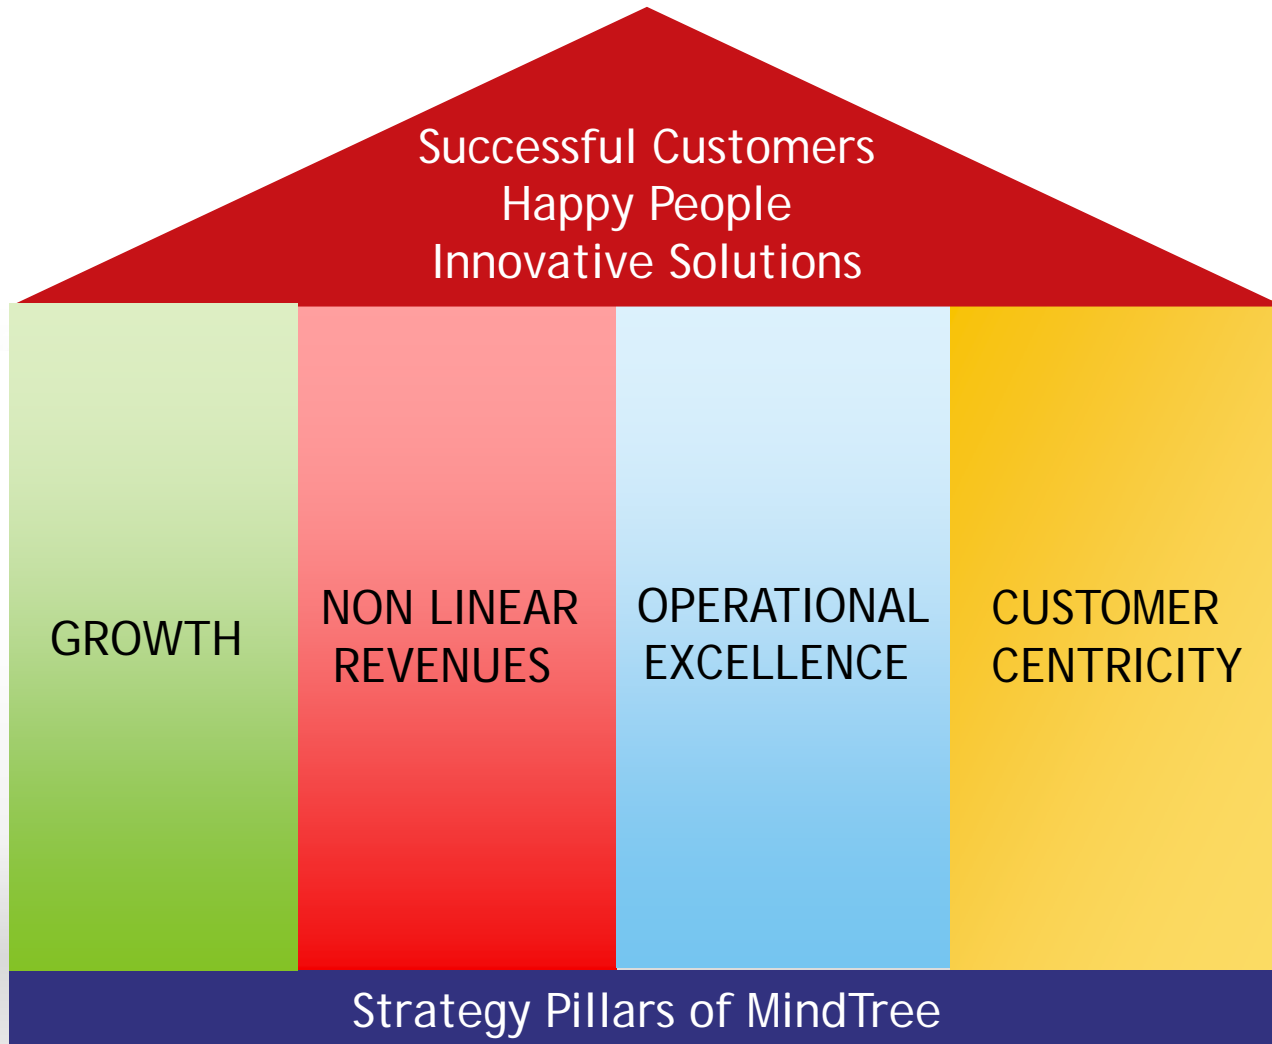 Successful Customers
Happy People
Innovative Solutions
GROWTH
NON LINEAR
REVENUES
OPERATIONAL
EXCELLENCE
CUSTOMER
CENTRICITY
Strategy Pillars of MindTree